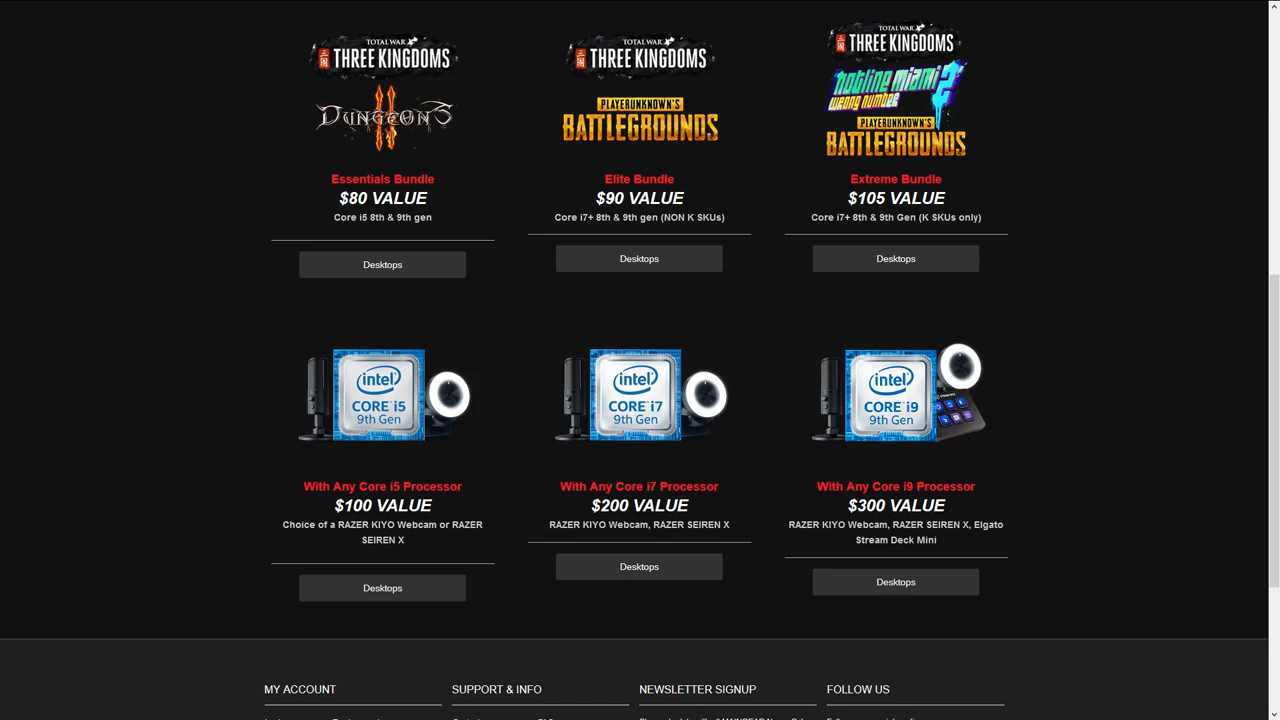 TOTAL WAR
THREE KINGDOMS
DUNGEONS
II
Essentials Bundle
$80 VALUE
Core i5 8th & 9th gen
Desktops
TOTAL WAR
THREE KINGDOMS
PLAYERUNKNOWN'S
BATTLEGROUNDS
Elite Bundle
$90 VALUE
Core i7+ 8th & 9th gen (NON K SKUs)
Desktops
TOTAL WAR
THREE KINGDOMS
HOTLINE MIAMI 2
WRONG NUMBER
PLAYERUNKNOWN'S
BATTLEGROUNDS
Extreme Bundle
$105 VALUE
Core i7+ 8th & 9th Gen (K SKUs only)
Desktops
intel
CORE i5
9th Gen
With Any Core i5 Processor
$100 VALUE
Choice of a RAZER KIYO Webcam or RAZER
SEIREN X
Desktops
intel
CORE i7
9th Gen
With Any Core i7 Processor
$200 VALUE
RAZER KIYO Webcam, RAZER SEIREN X
Desktops
intel
CORE i9
9th Gen
With Any Core i9 Processor
$300 VALUE
RAZER KIYO Webcam, RAZER SEIREN X, Elgato
Stream Deck Mini
Desktops
MY ACCOUNT
SUPPORT & INFO
NEWSLETTER SIGNUP
FOLLOW US